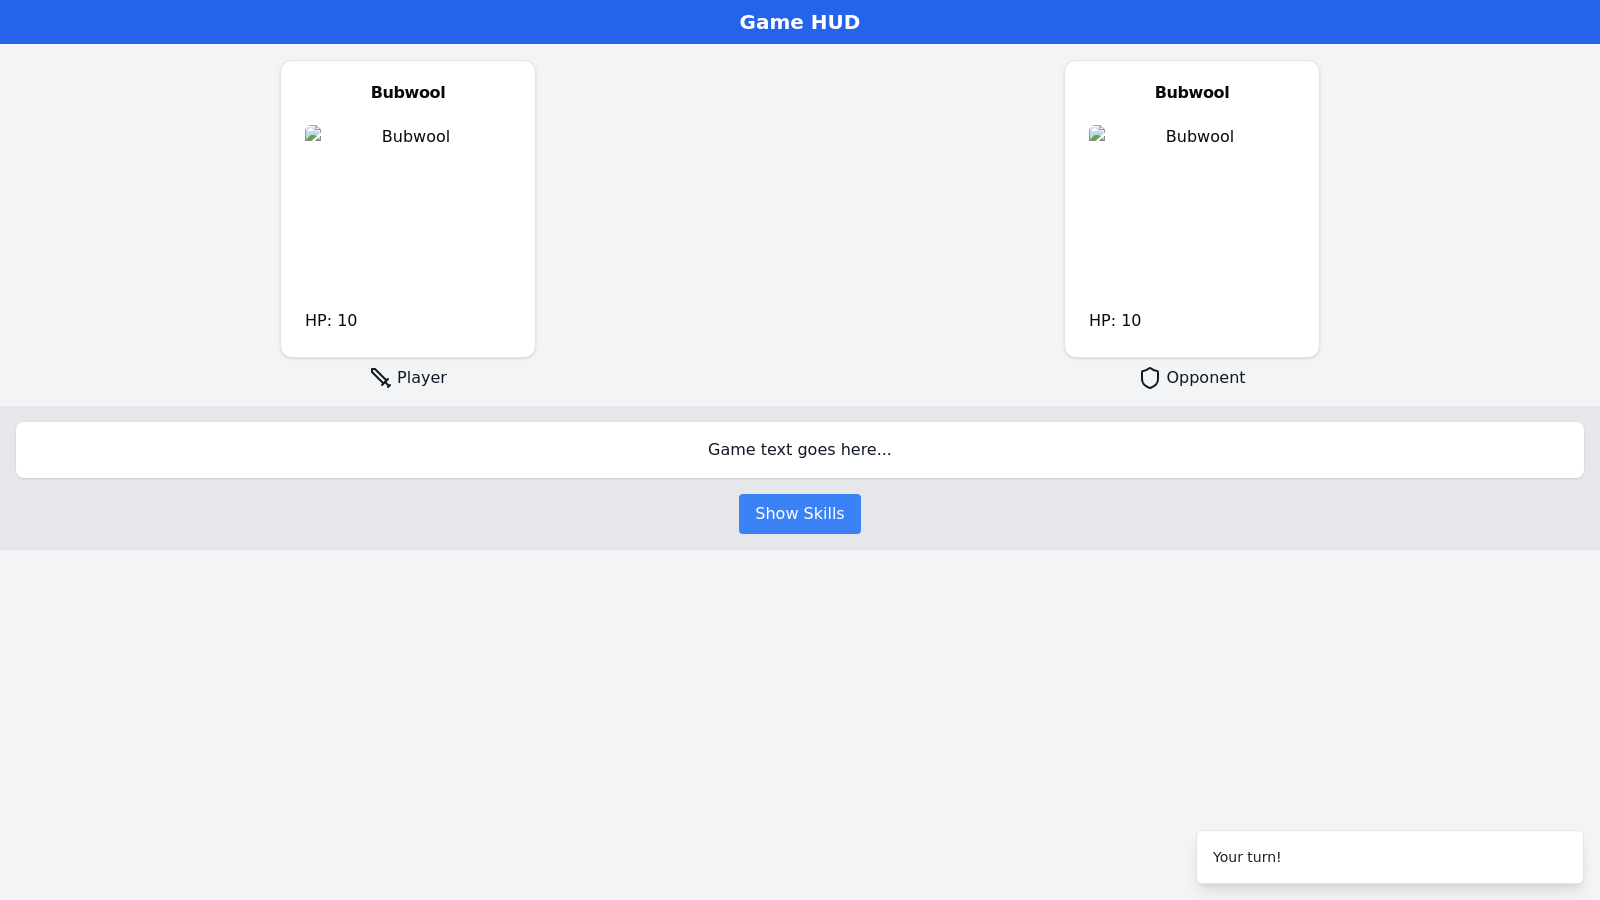 Game HUD
Bubwool
Bubwool
HP: 10
Player
Bubwool
Bubwool
HP: 10
Opponent
Game text goes here...
Show Skills
Your turn!